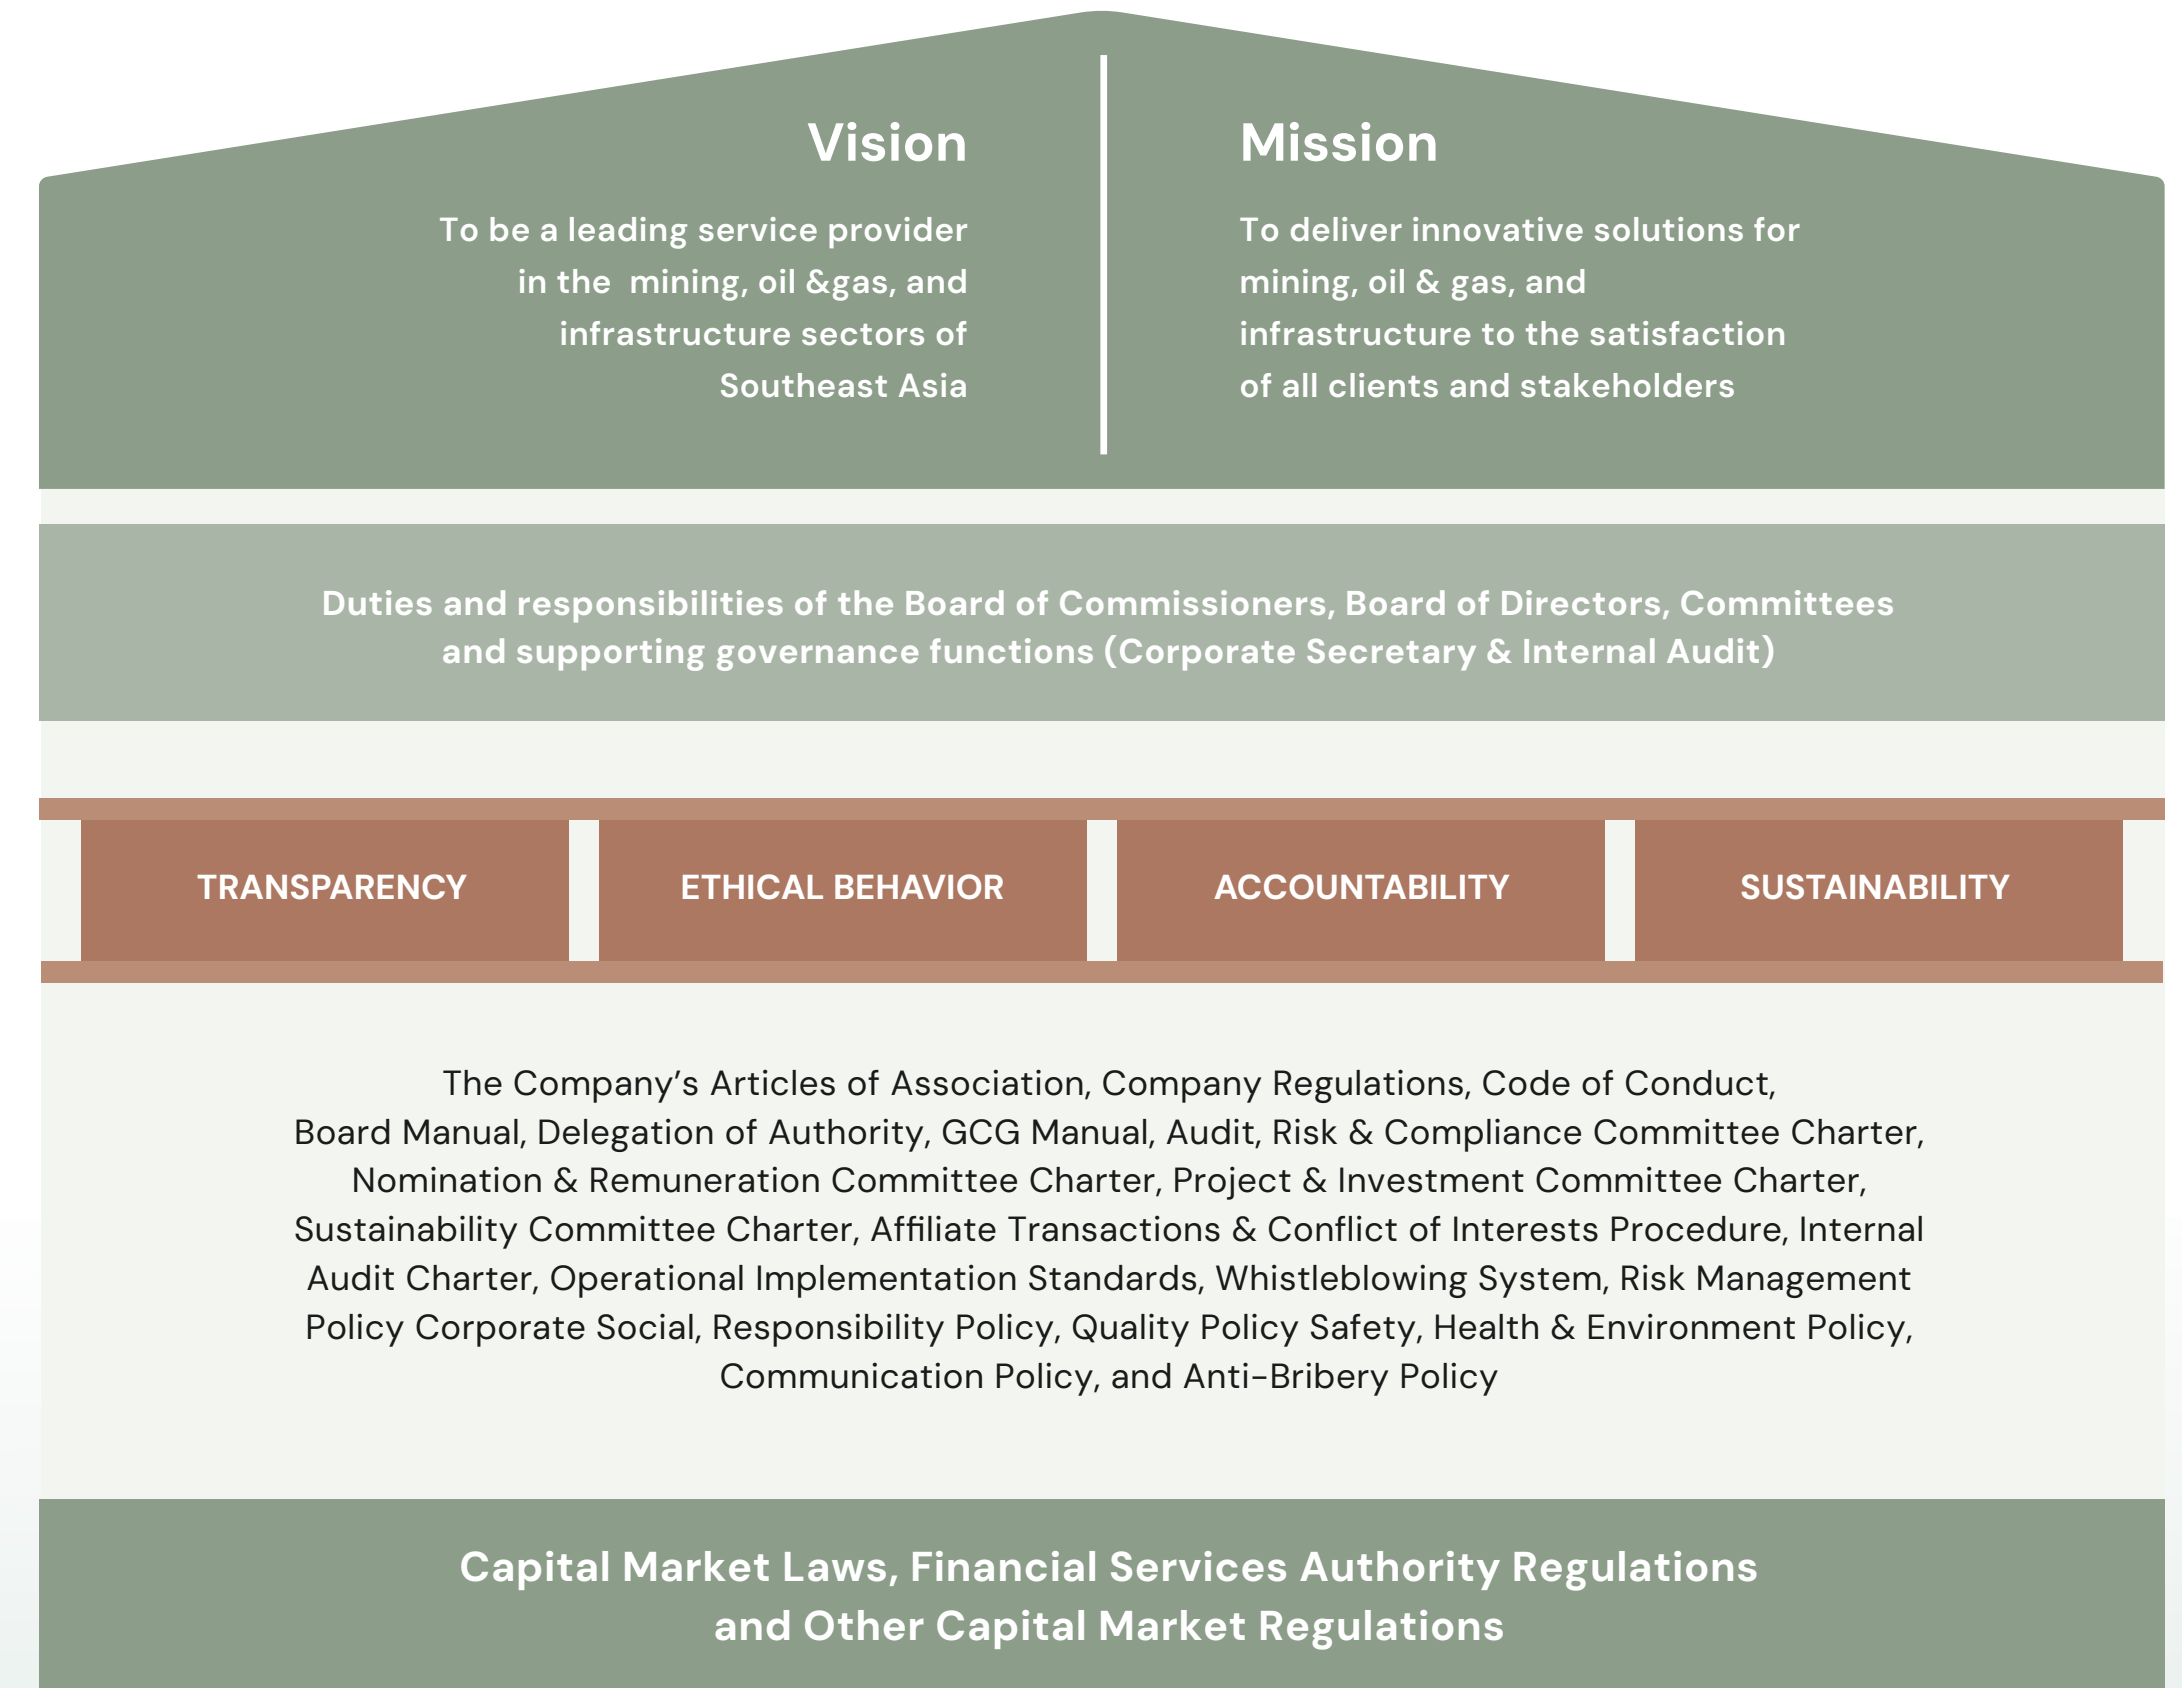 Vision
To be a leading service provider
in the  mining, oil &gas, and
infrastructure sectors of
Southeast Asia
Mission
To deliver innovative solutions for
mining, oil & gas, and
infrastructure to the satisfaction
of all clients and stakeholders
Duties and responsibilities of the Board of Commissioners, Board of Directors, Committees
and supporting governance functions (Corporate Secretary & Internal Audit)
TRANSPARENCY
ETHICAL BEHAVIOR
ACCOUNTABILITY
SUSTAINABILITY
The Company’s Articles of Association, Company Regulations, Code of Conduct,
Board Manual, Delegation of Authority, GCG Manual, Audit, Risk & Compliance Committee Charter,
Nomination & Remuneration Committee Charter, Project & Investment Committee Charter,
Sustainability Committee Charter, Affiliate Transactions & Conflict of Interests Procedure, Internal
Audit Charter, Operational Implementation Standards, Whistleblowing System, Risk Management
Policy Corporate Social, Responsibility Policy, Quality Policy Safety, Health & Environment Policy,
Communication Policy, and Anti-Bribery Policy
Capital Market Laws, Financial Services Authority Regulations
and Other Capital Market Regulations